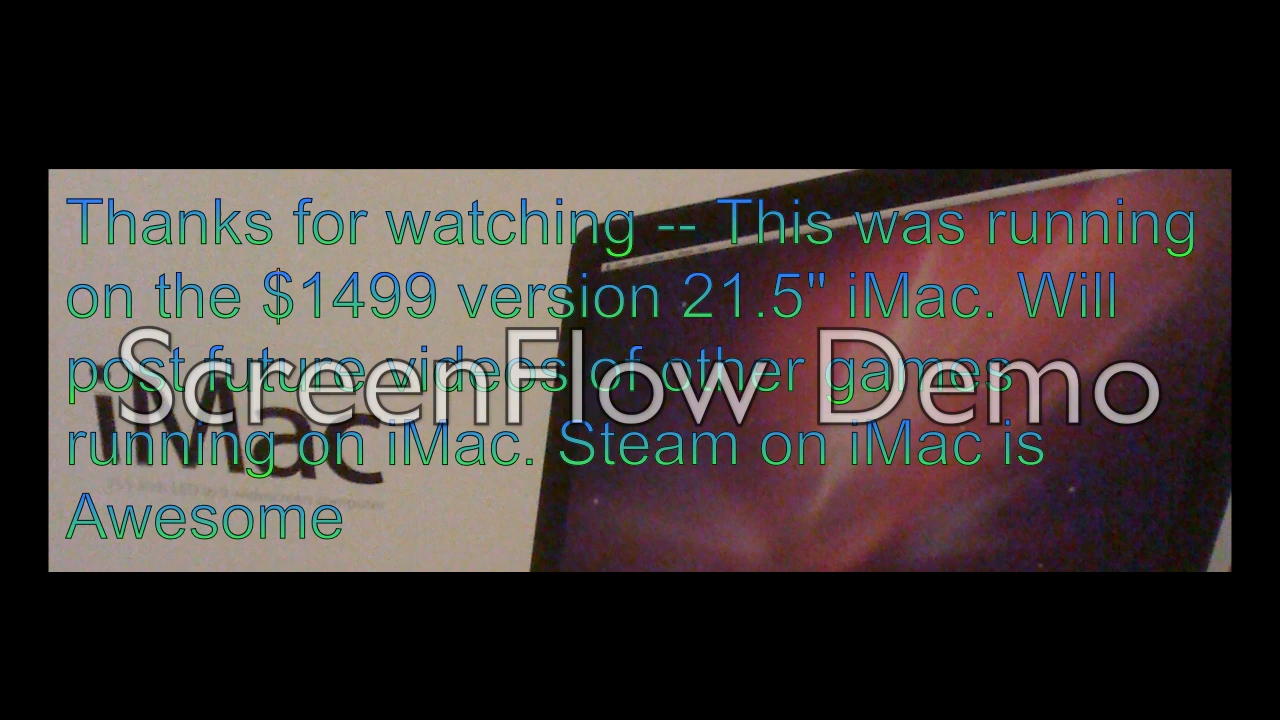 Thanks for watching -- This was running
on the $1499 version 21.5" iMac. Will
post future videos of other games
ScreenFlow Demo
running on iMac. Steam on iMac is
iMac
Awesome